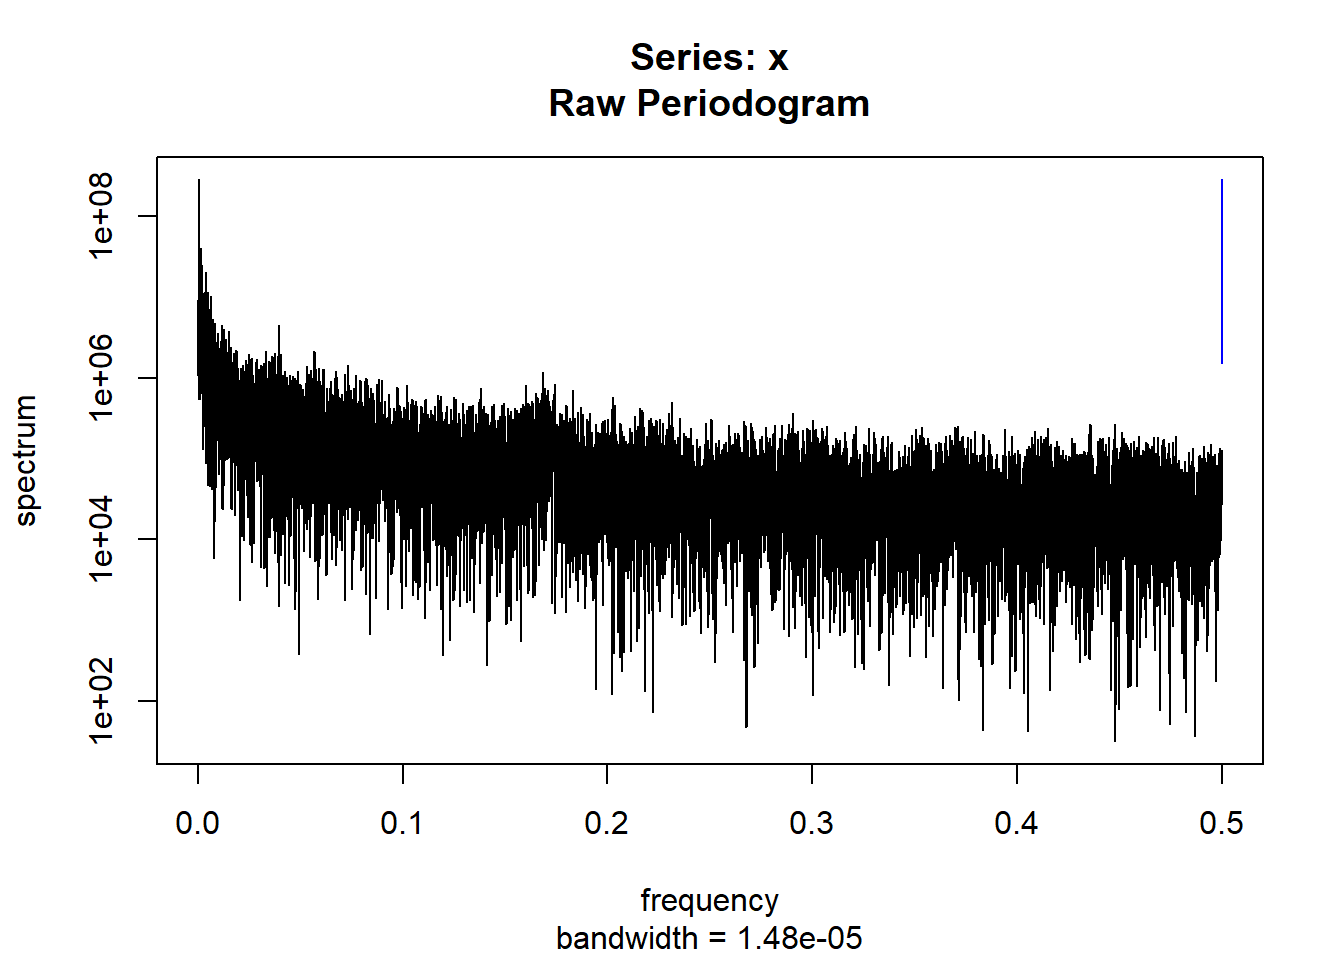 Series: x
Raw Periodogram
spectrum
1e+08
1e+06
1e+04
1e+02
0.0 0.1 0.2 0.3 0.4 0.5
frequency
bandwidth = 1.48e-05